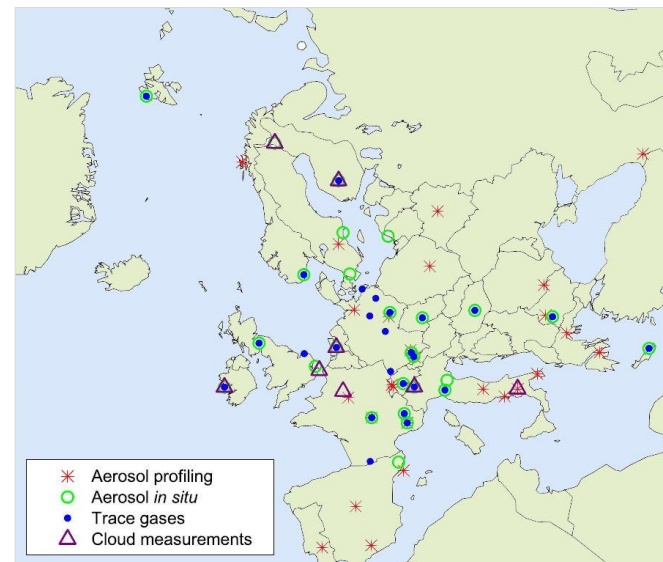 Aerosol profiling
Aerosol in situ
Trace gases
Cloud measurements